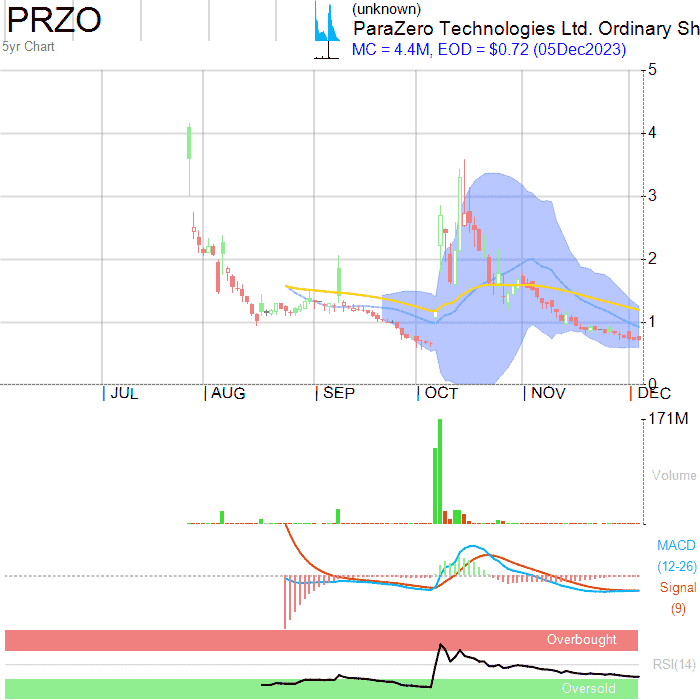 PRZO
5yr Chart
(unknown)
ParaZero Technologies Ltd. Ordinary Sh
MC = 4.4M, EOD = $0.72 (05Dec2023)
5
4
3
2
1
0
JUL AUG SEP OCT NOV DEC
171M
Volume
MACD
(12-26)
Signal
(9)
Overbought
RSI(14)
Oversold